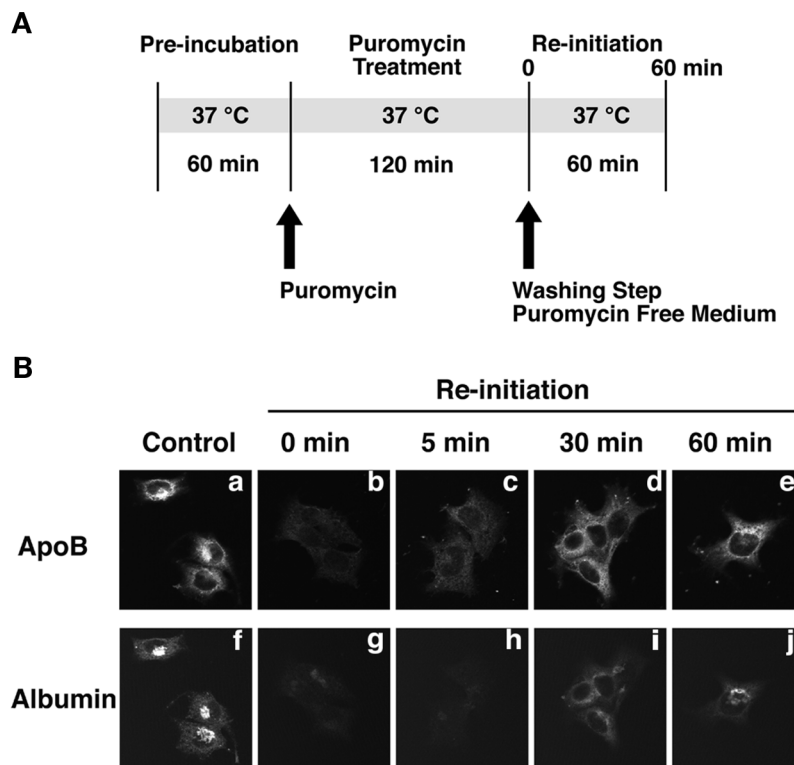 A
Pre-incubation
Puromycin
Treatment
Re-initiation
0
60 min
37 °C
37 °C
37 °C
60 min
120 min
60 min
Puromycin
Washing Step
Puromycin Free Medium
B
Re-initiation
Control
0 min
5 min
30 min
60 min
a
b
c
d
e
ApoB
f
g
h
i
j
Albumin